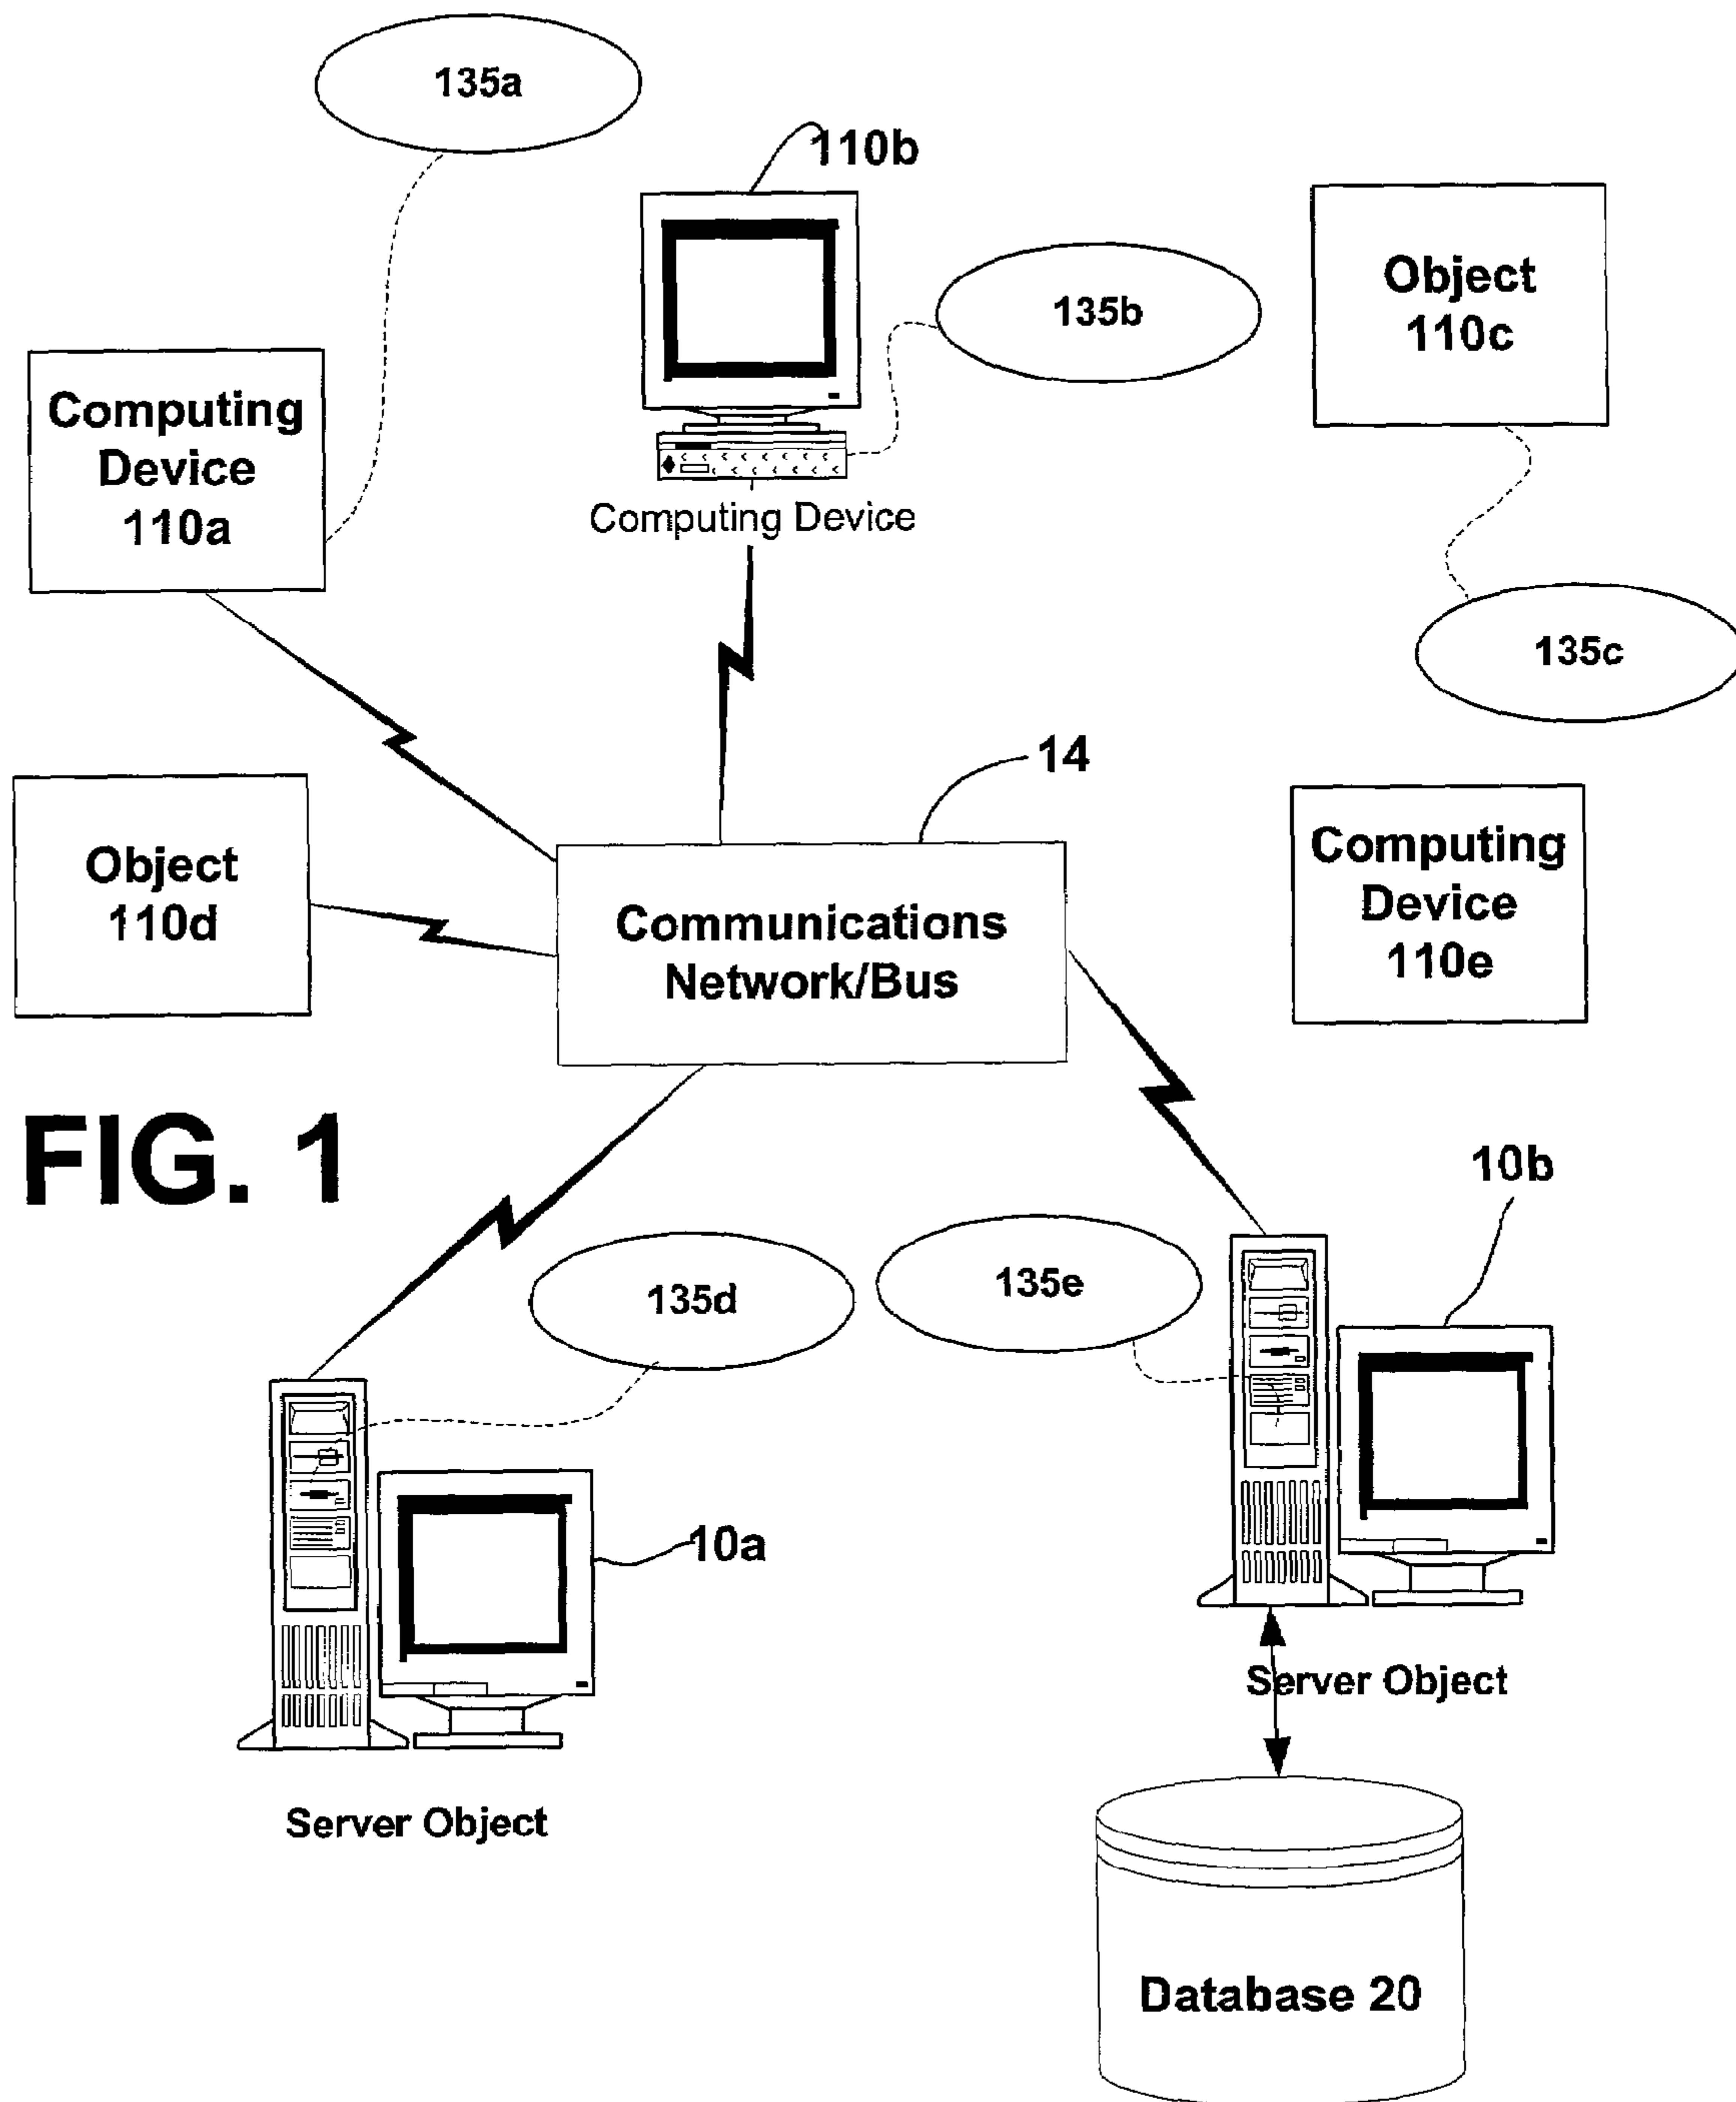 135a
110b
135b
Object
110c
Computing
Device
110a
Computing Device
135c
14
Object
110d
Communications
Network/Bus
Computing
Device
110e
FIG. 1
10b
135d
135e
10a
Server Object
Server Object
Database 20